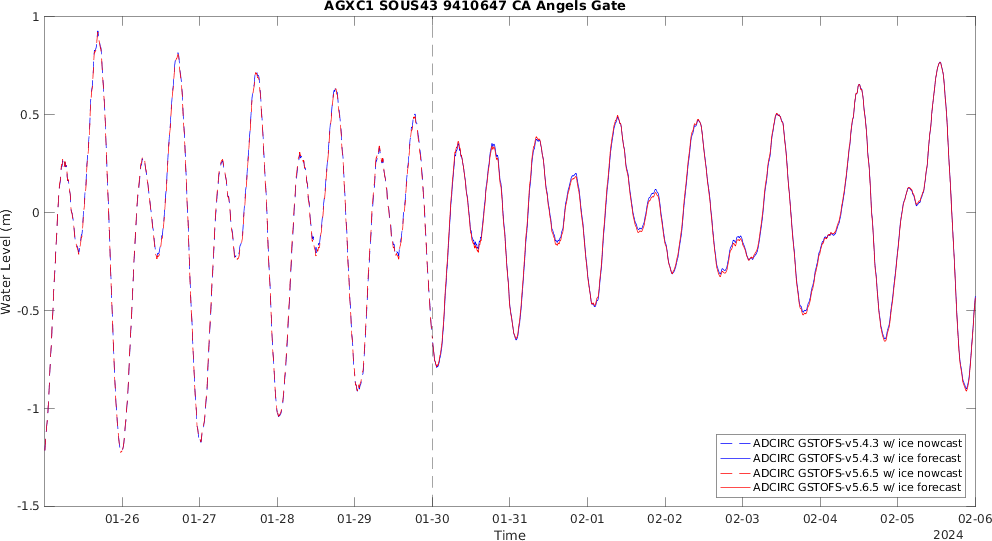 AGXC1 SOUS43 9410647 CA Angels Gate
1
0.5
0
-0.5
-1
-1.5
Water Level (m)
01-26 01-27 01-28 01-29 01-30 01-31 02-01 02-02 02-03 02-04 02-05 02-06
Time
2024
ADCIRC GSTOFS-v5.4.3 w/ ice nowcast
ADCIRC GSTOFS-v5.4.3 w/ ice forecast
ADCIRC GSTOFS-v5.6.5 w/ ice nowcast
ADCIRC GSTOFS-v5.6.5 w/ ice forecast